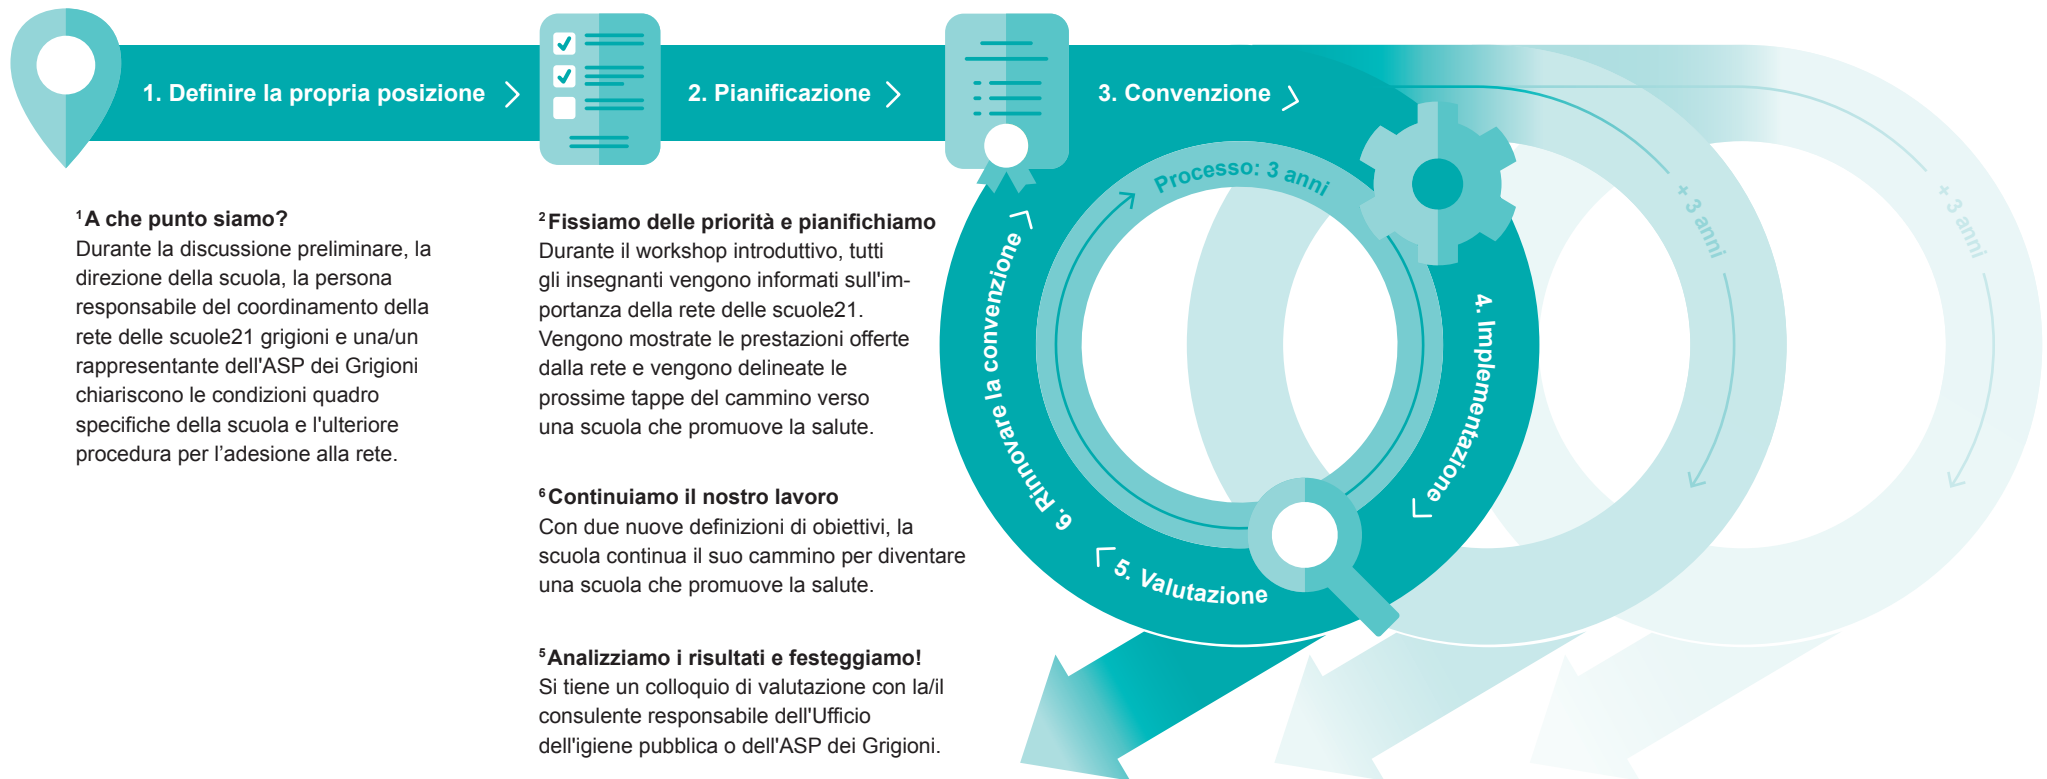 1. Definire la propria posizione
2. Pianificazione
3. Convenzione
Processo: 3 anni
4. Implementazione
5. Valutazione
6. Rinnovare la convenzione
+ 3 anni
+ 3 anni
¹ A che punto siamo?
Durante la discussione preliminare, la
direzione della scuola, la persona
responsabile del coordinamento della
rete delle scuole21 grigioni e una/un
rappresentante dell'ASP dei Grigioni
chiariscono le condizioni quadro
specifiche della scuola e l'ulteriore
procedura per l’adesione alla rete.
² Fissiamo delle priorità e pianifichiamo
Durante il workshop introduttivo, tutti
gli insegnanti vengono informati sull'im-
portanza della rete delle scuole21.
Vengono mostrate le prestazioni offerte
dalla rete e vengono delineate le
prossime tappe del cammino verso
una scuola che promuove la salute.
⁶ Continuiamo il nostro lavoro
Con due nuove definizioni di obiettivi, la
scuola continua il suo cammino per diventare
una scuola che promuove la salute.
⁵ Analizziamo i risultati e festeggiamo!
Si tiene un colloquio di valutazione con la/il
consulente responsabile dell'Ufficio
dell'igiene pubblica o dell'ASP dei Grigioni.